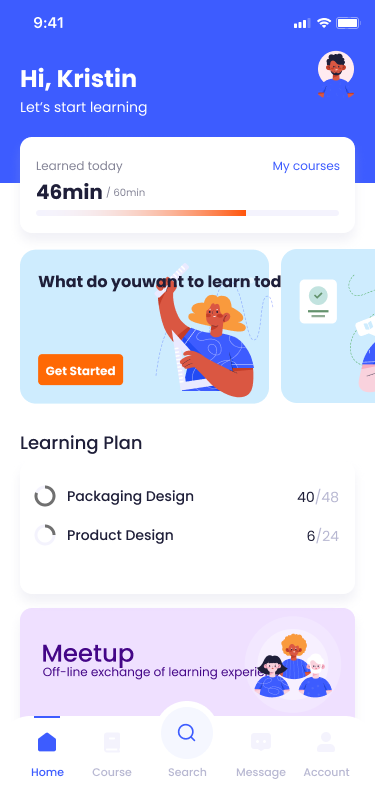 9:41
Hi, Kristin
Let's start learning
Learned today
My courses
46min / 60min
What do youwant to learn tod
Get Started
Learning Plan
Packaging Design
40/48
Product Design
6/24
Meetup
Off-line exchange of learning experie
Home
Course
Search
Message
Account